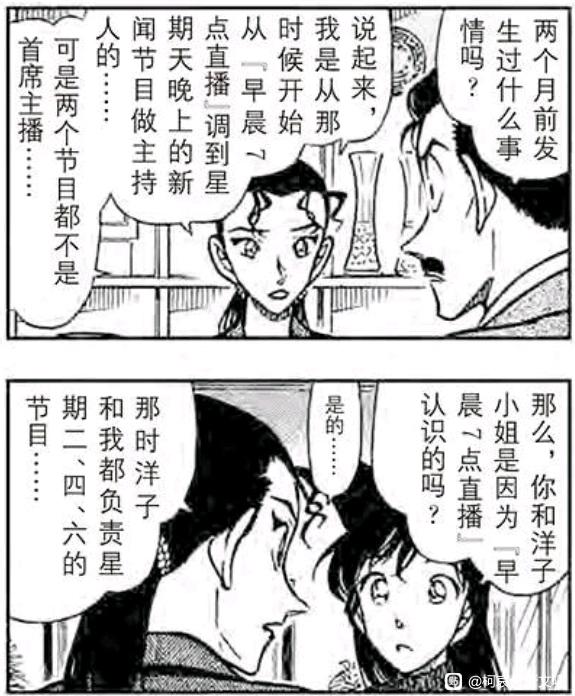 两个月前发
生过什么事
情吗？
说起来，
我是从那
时候开始
从『早晨7
点直播』调到星
期天晚上的新
闻节目做主持
人的……
可是两个节目都不是
首席主播……
那么，你和洋子
小姐是因为『早
晨7点直播』
认识的吗？
是的……
那时洋子
和我都负责星
期二、四、六的
节目……